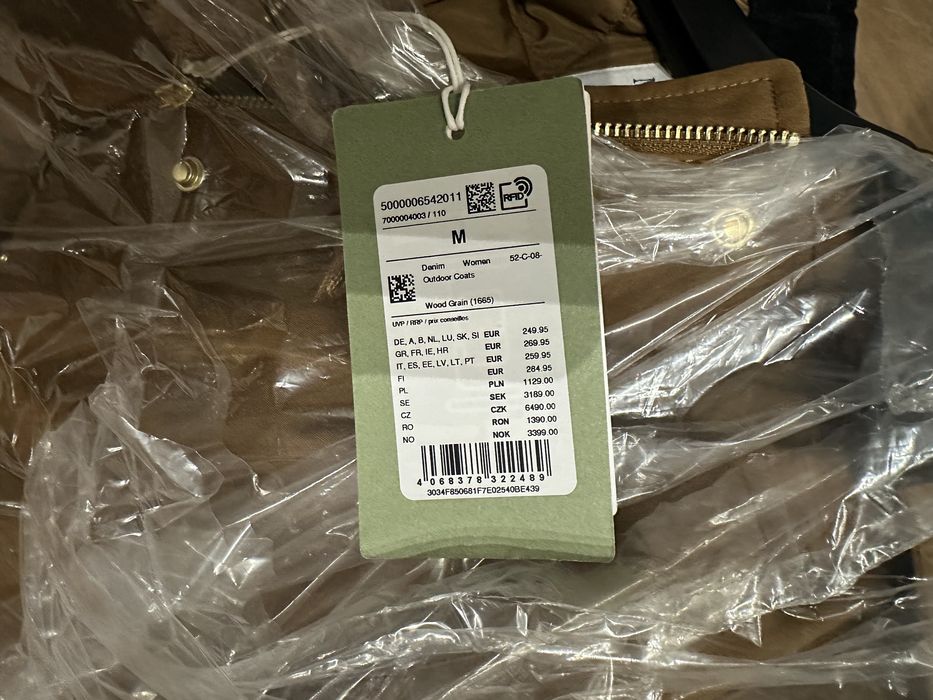 5000006542011
RFID
7000004003 / 110
M
Denim Women 52-C-08-
Outdoor Coats
Wood Grain (1665)
UVP / RRP / prix conseilles
DE, A, B, NL, LU, SK, SI EUR 249.95
GR, FR, IE, HR EUR 269.95
IT, ES, EE, LV, LT, PT EUR 259.95
FI EUR 284.95
PL PLN 1129.00
SE SEK 3189.00
CZ CZK 6490.00
RO RON 1390.00
NO NOK 3399.00
4 068378 322489
3034F850681F7E02540BE439